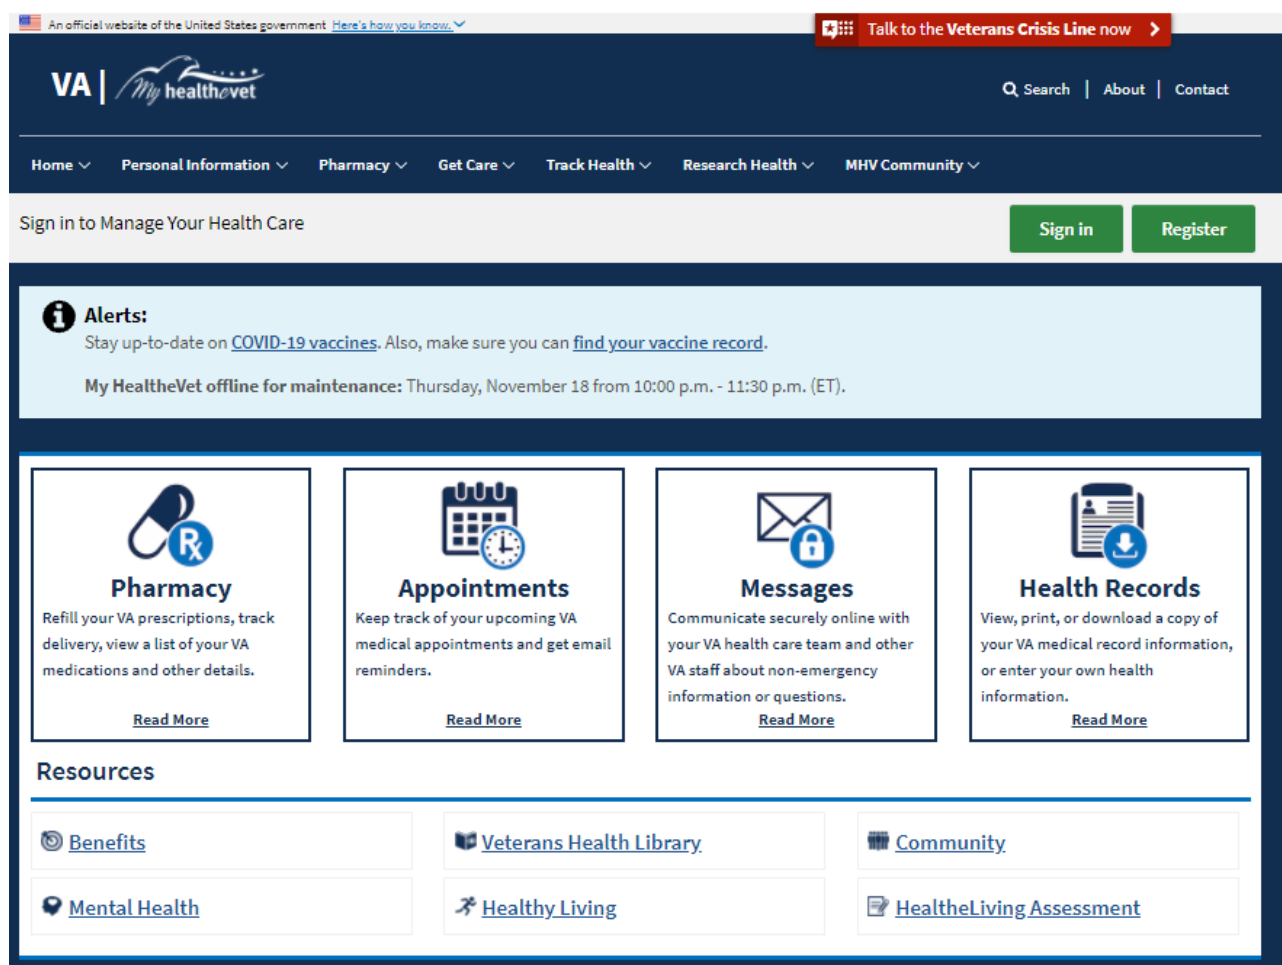 An official website of the United States government Here's how you know.
Talk to the Veterans Crisis Line now
VA | My healthevet
Search | About | Contact
Home Personal Information Pharmacy Get Care Track Health Research Health MHV Community
Sign in to Manage Your Health Care
Sign in Register
Alerts:
Stay up-to-date on COVID-19 vaccines. Also, make sure you can find your vaccine record.
My HealtheVet offline for maintenance: Thursday, November 18 from 10:00 p.m. - 11:30 p.m. (ET).
Rx
Pharmacy
Refill your VA prescriptions, track
delivery, view a list of your VA
medications and other details.
Read More
Appointments
Keep track of your upcoming VA
medical appointments and get email
reminders.
Read More
Messages
Communicate securely online with
your VA health care team and other
VA staff about non-emergency
information or questions.
Read More
Health Records
View, print, or download a copy of
your VA medical record information,
or enter your own health
information.
Read More
Resources
Benefits
Veterans Health Library
Community
Mental Health
Healthy Living
HealtheLiving Assessment